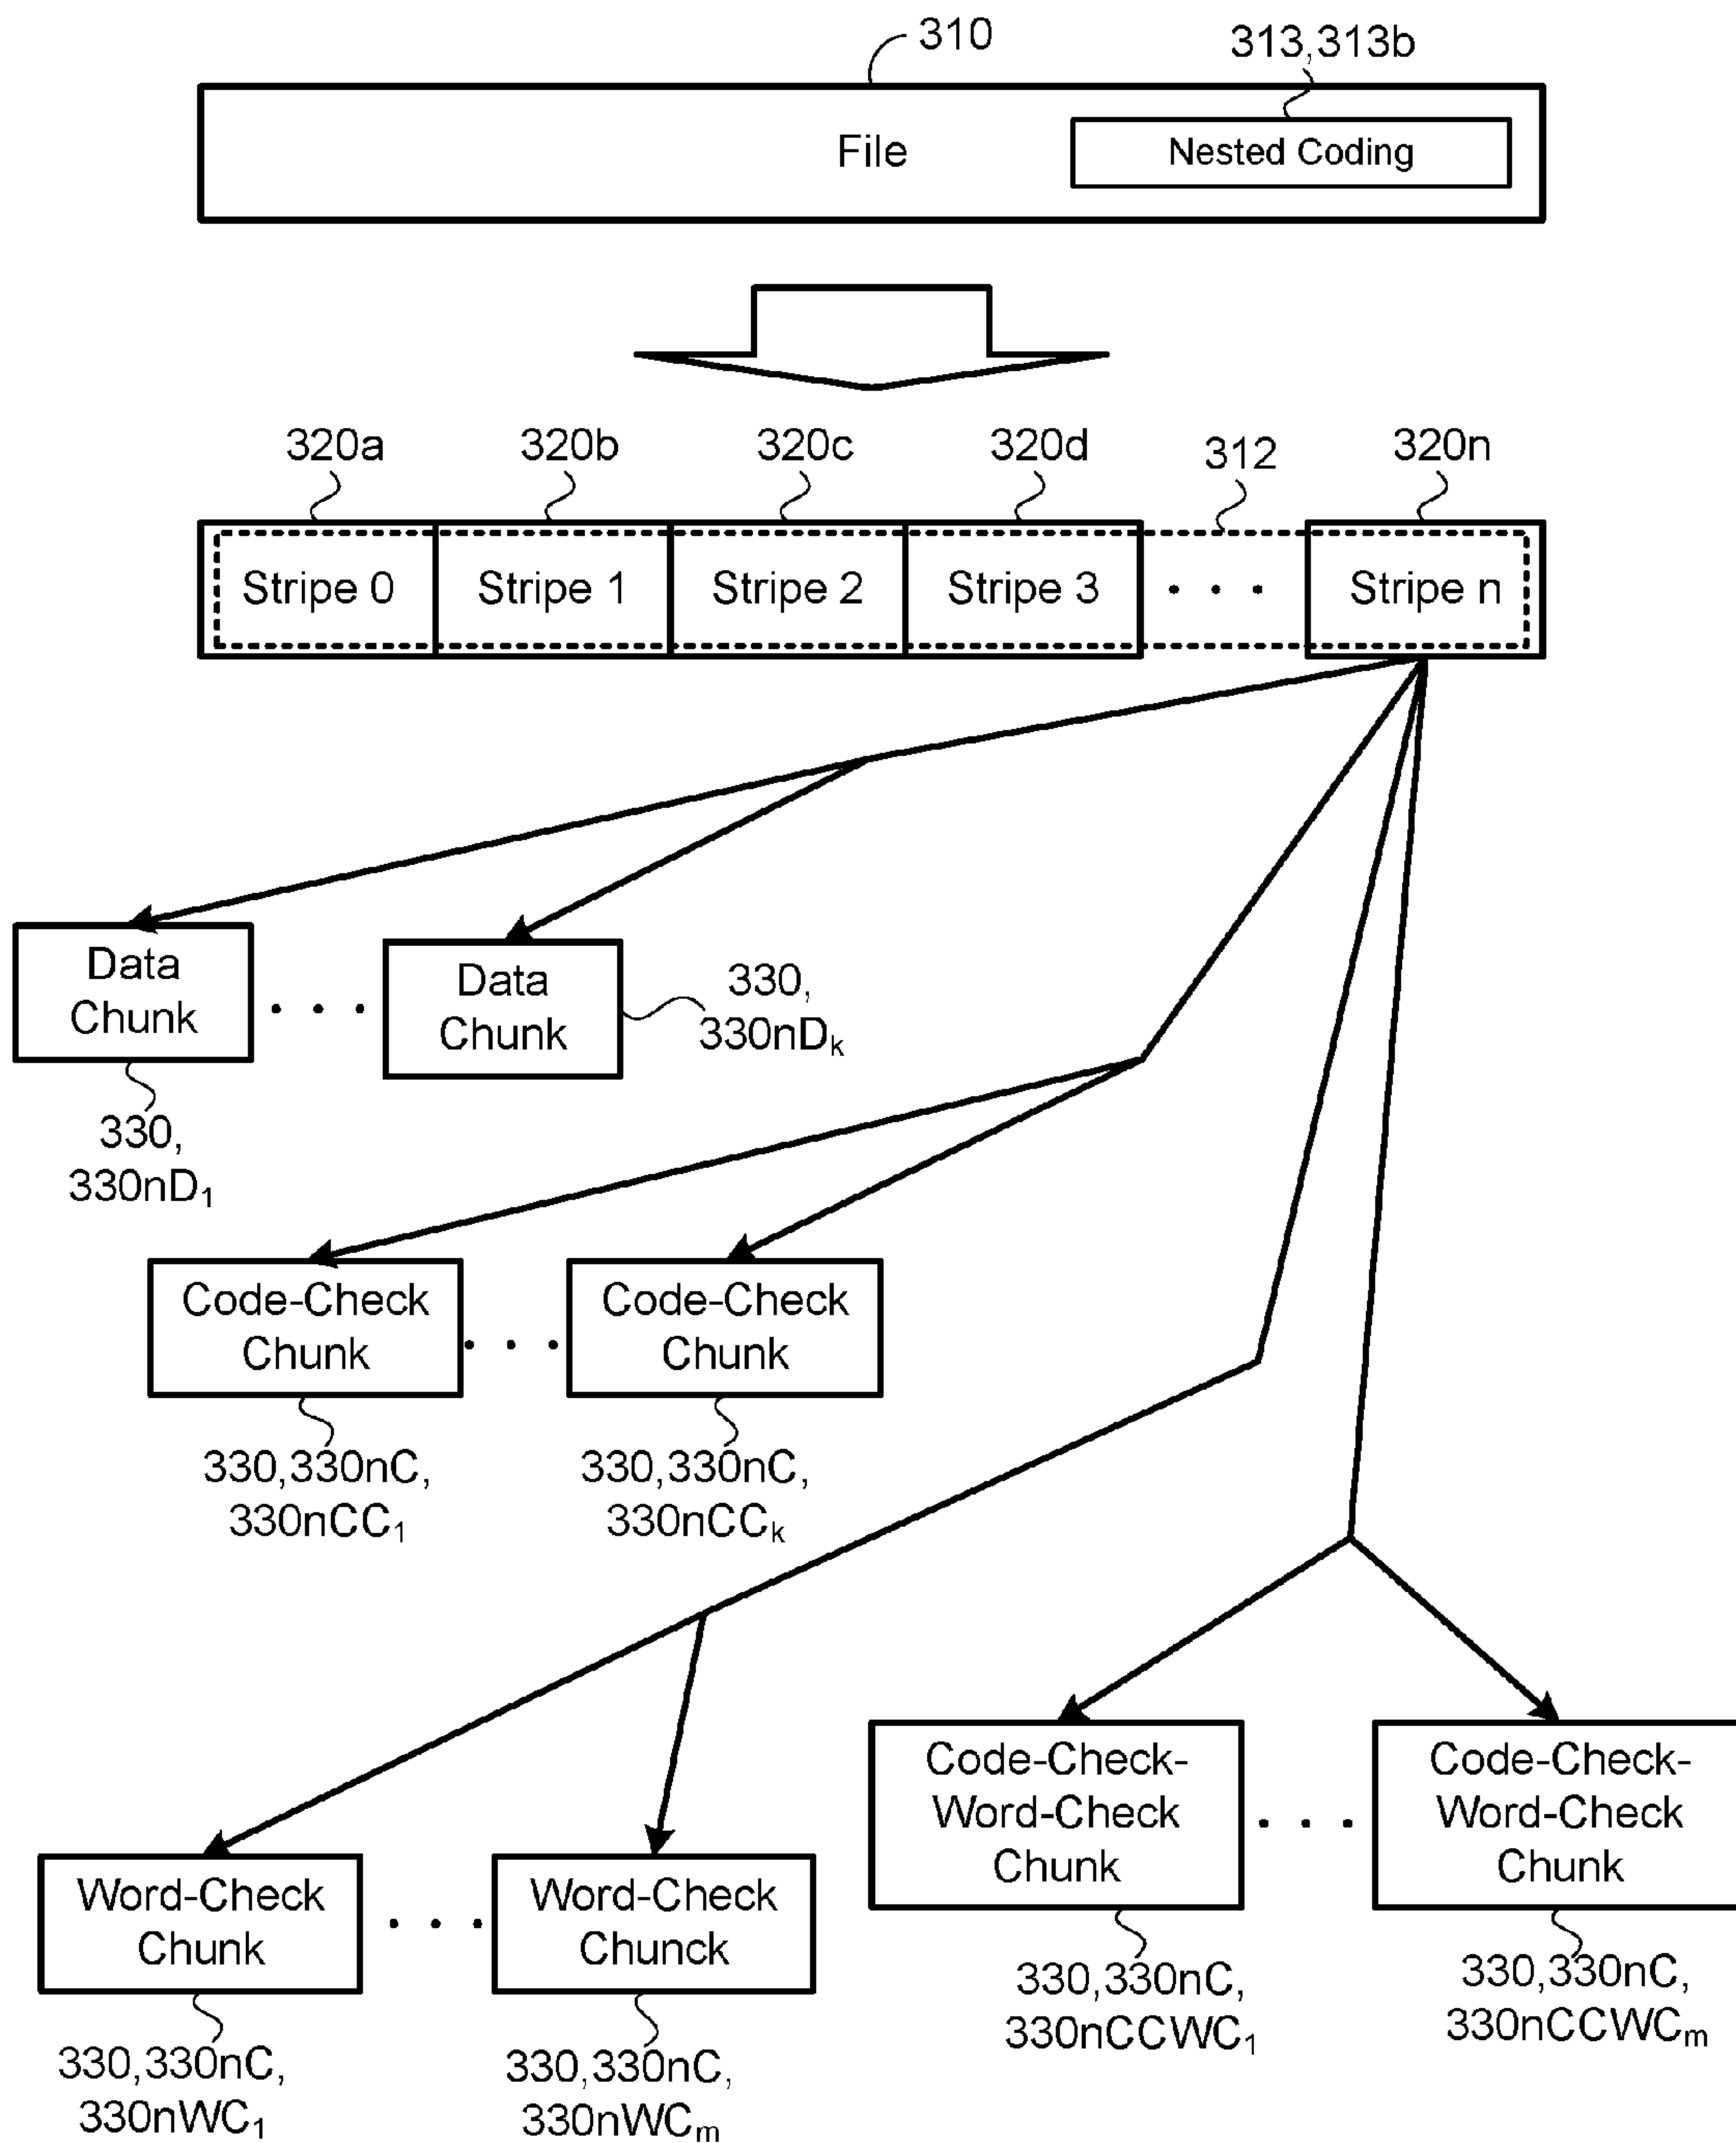 310
313,313b
File
Nested Coding
320a 320b 320c 320d 312 320n
Stripe 0 Stripe 1 Stripe 2 Stripe 3 . . . Stripe n
Data
Chunk
. . .
Data
Chunk
330,
330nDₖ
330,
330nD₁
Code-Check
Chunk
. . .
Code-Check
Chunk
330,330nC,
330nCC₁
330,330nC,
330nCCₖ
Code-Check-
Word-Check
Chunk
. . .
Code-Check-
Word-Check
Chunk
Word-Check
Chunk
. . .
Word-Check
Chunck
330,330nC,
330nCCWC₁
330,330nC,
330nCCWCₘ
330,330nC,
330nWC₁
330,330nC,
330nWCₘ